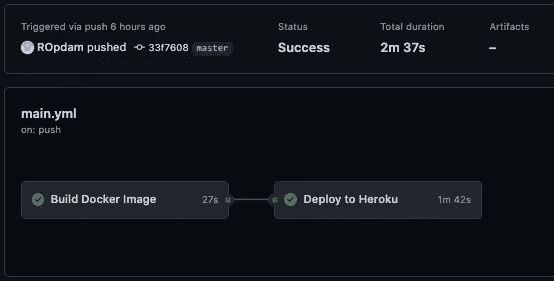 Triggered via push 6 hours ago
ROpdam pushed 33f7608 master
Status
Success
Total duration
2m 37s
Artifacts
–
main.yml
on: push
Build Docker Image 27s
Deploy to Heroku 1m 42s